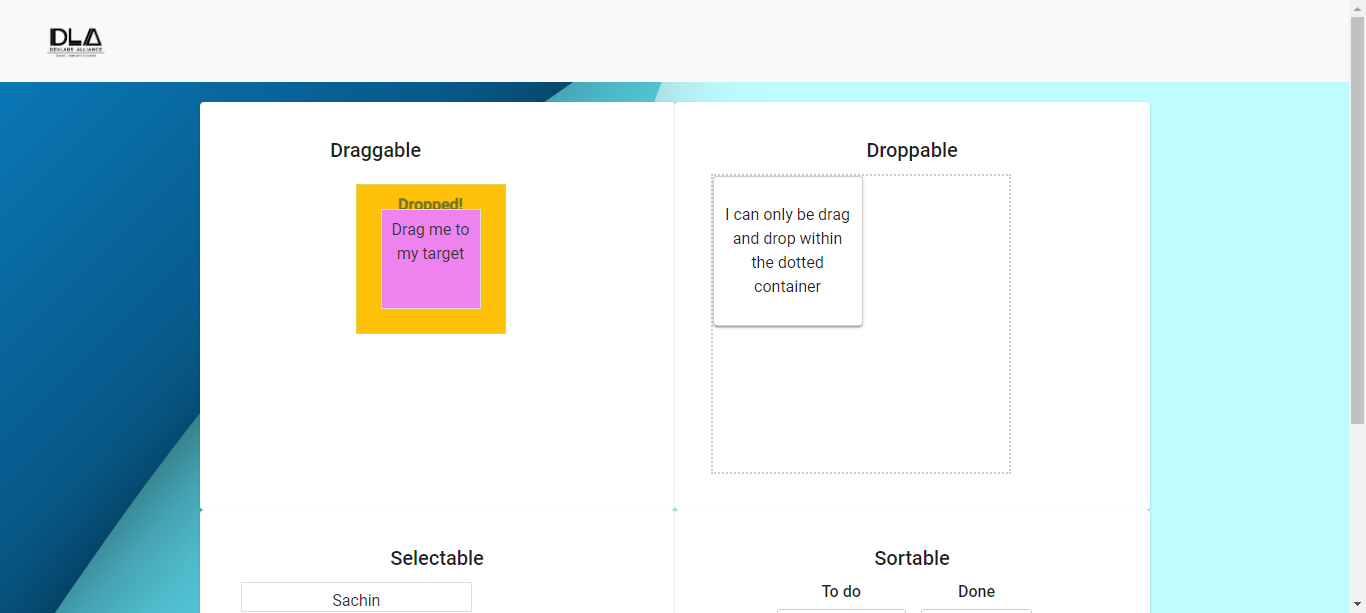 DLA
DEVLABS ALLIANCE
Draggable
Dropped!
Drag me to
my target
Droppable
I can only be drag
and drop within
the dotted
container
Selectable
Sachin
Sortable
To do
Done